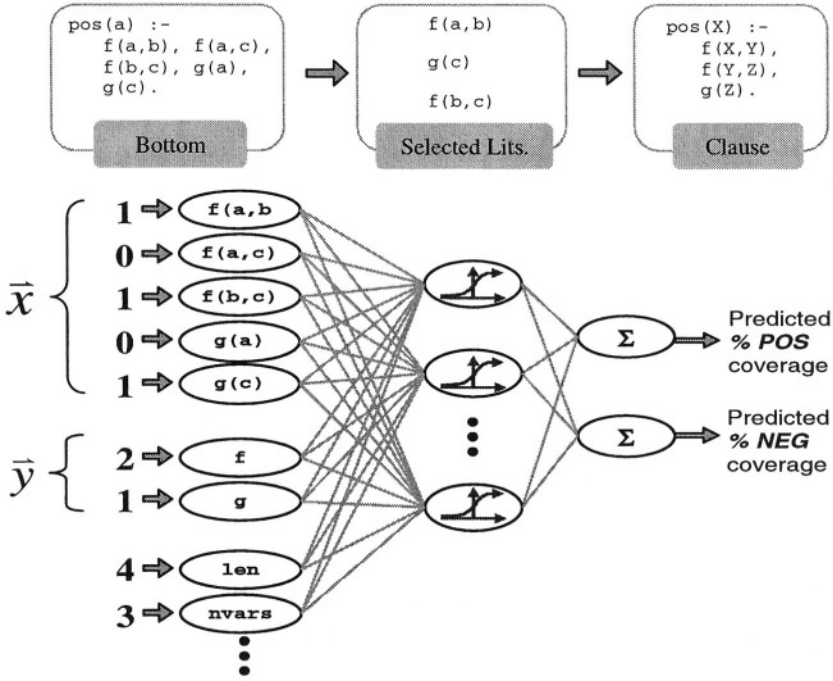 pos(a) :-
f(a,b), f(a,c),
f(b,c), g(a),
g(c).
Bottom
f(a,b)
g(c)
f(b,c)
Selected Lits.
pos(X) :-
f(X,Y),
f(Y,Z),
g(Z).
Clause
x
1 f(a,b
0 f(a,c)
1 f(b,c)
0 g(a)
1 g(c)
y
2 f
1 g
4 len
3 nvars
Σ
Predicted
% POS
coverage
Σ
Predicted
% NEG
coverage